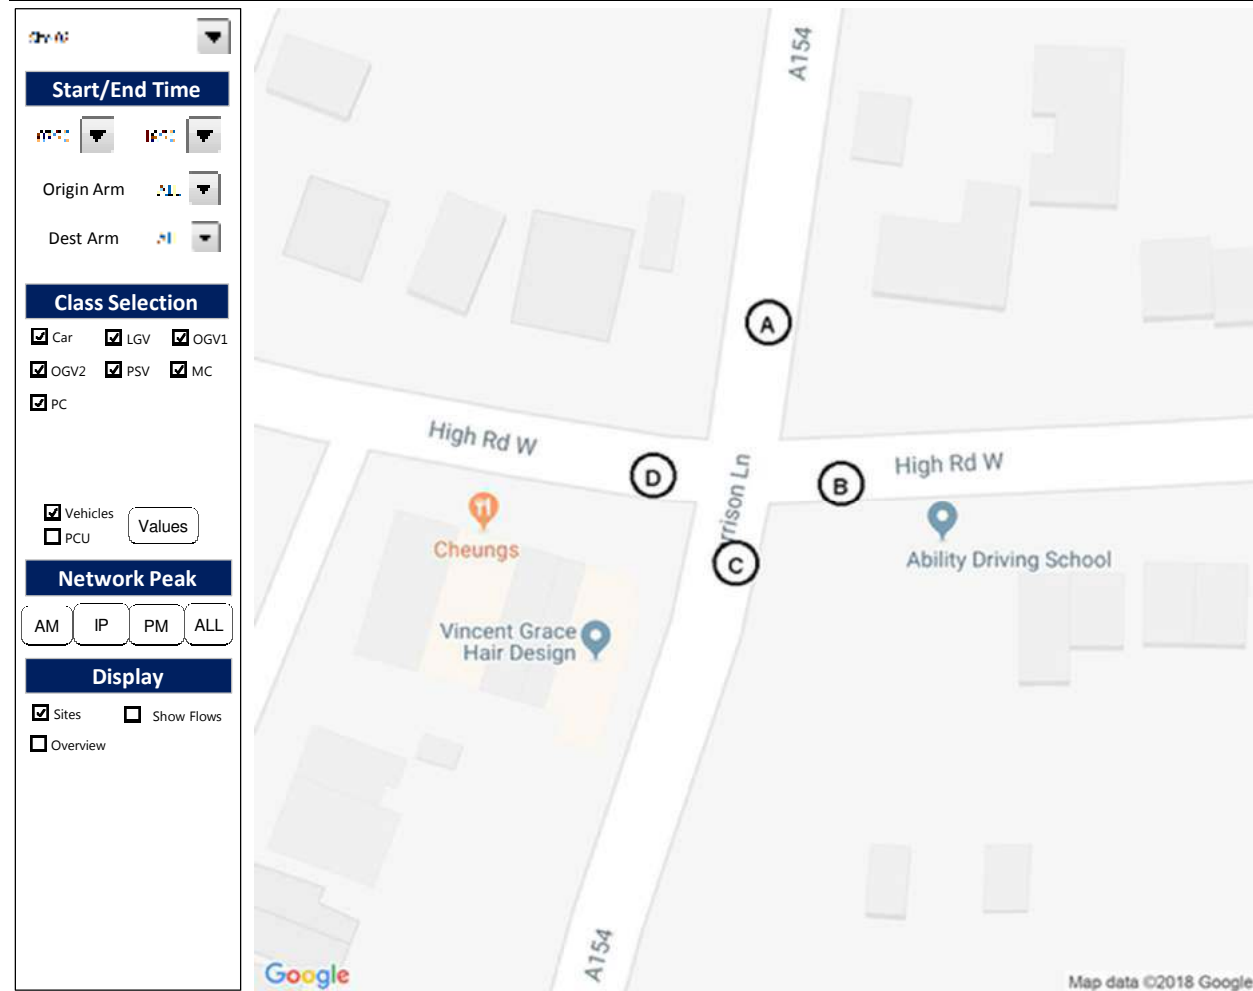 Start/End Time
Origin Arm
Dest Arm
Class Selection
Car LGV OGV1
OGV2 PSV MC
PC
Vehicles
PCU
Values
Network Peak
AM IP PM ALL
Display
Sites Show Flows
Overview
A154
A
High Rd W
High Rd W
D
B
rrison Ln
C
Cheungs
Ability Driving School
Vincent Grace
Hair Design
A154
Google
Map data ©2018 Google